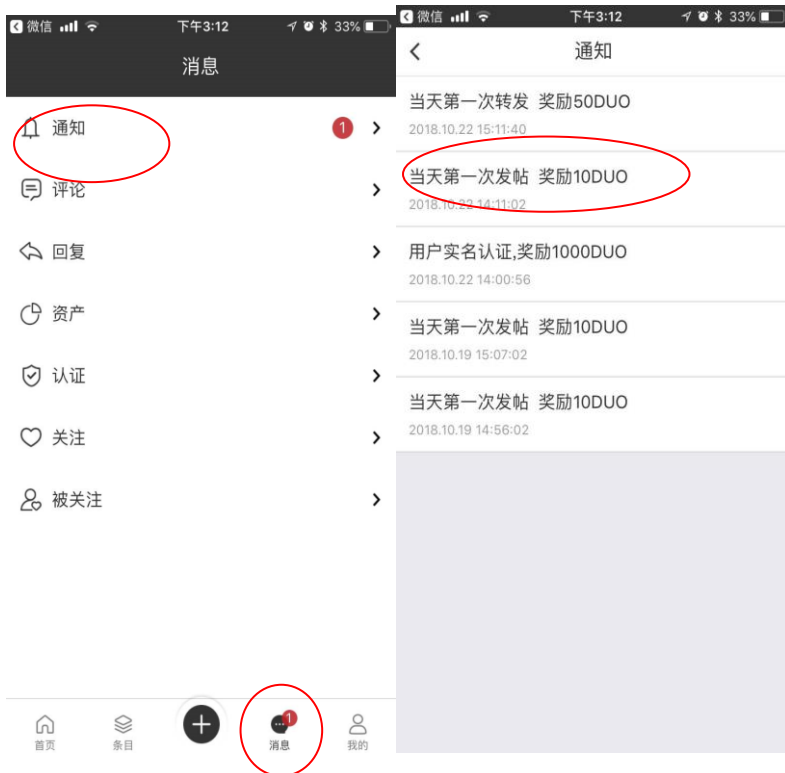 微信 下午3:12 33%
消息
通知 1
评论
回复
资产
认证
关注
被关注
首页 条目 消息 1 我的
微信 下午3:12 33%
通知
当天第一次转发 奖励50DUO
2018.10.22 15:11:40
当天第一次发帖 奖励10DUO
2018.10.22 14:11:02
用户实名认证,奖励1000DUO
2018.10.22 14:00:56
当天第一次发帖 奖励10DUO
2018.10.19 15:07:02
当天第一次发帖 奖励10DUO
2018.10.19 14:56:02